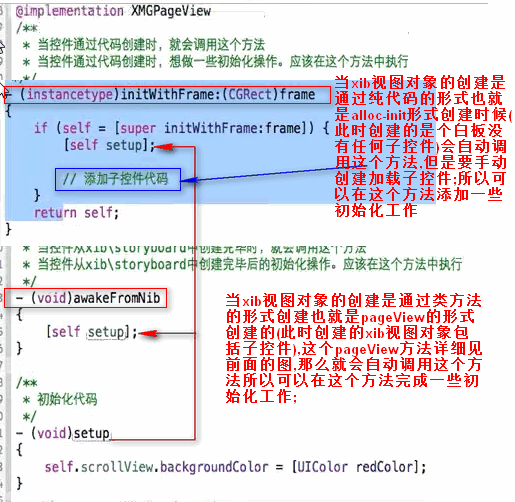 @implementation XMGPageView
/**
* 当控件通过代码创建时，就会调用这个方法
* 当控件通过代码创建时，想做一些初始化操作。应该在这个方法中执行
*/
- (instancetype)initWithFrame:(CGRect)frame
{
if (self = [super initWithFrame:frame]) {
[self setup];
// 添加子控件代码
}
return self;
}
当xib视图对象的创建是
通过纯代码的形式也就
是alloc-init形式创建时候(
此时创建的是个白板没
有任何子控件)会自动调
用这个方法,但是要手动
创建加载子控件;所以可
以在这个方法添加一些
初始化工作
* 当控件从xib\storyboard中创建完毕时，就会调用这个方法
* 当控件从xib\storyboard中创建完毕后的初始化操作。应该在这个方法中执行
*/
- (void)awakeFromNib
{
[self setup];
}
当xib视图对象的创建是通过类方法
的形式创建也就是pageView的形式
创建的(此时创建的xib视图对象包
括子控件),这个pageView方法详细见
前面的图,那么就会自动调用这个方
法所以可以在这个方法完成一些初
始化工作;
/**
* 初始化代码
*/
- (void)setup
{
self.scrollView.backgroundColor = [UIColor redColor];
}